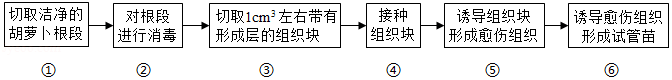 切取洁净的
胡萝卜根段
对根段
进行消毒
切取1cm³左右带有
形成层的组织块
接种
组织块
诱导组织块
形成愈伤组织
诱导愈伤组织
形成试管苗
① ② ③ ④ ⑤ ⑥